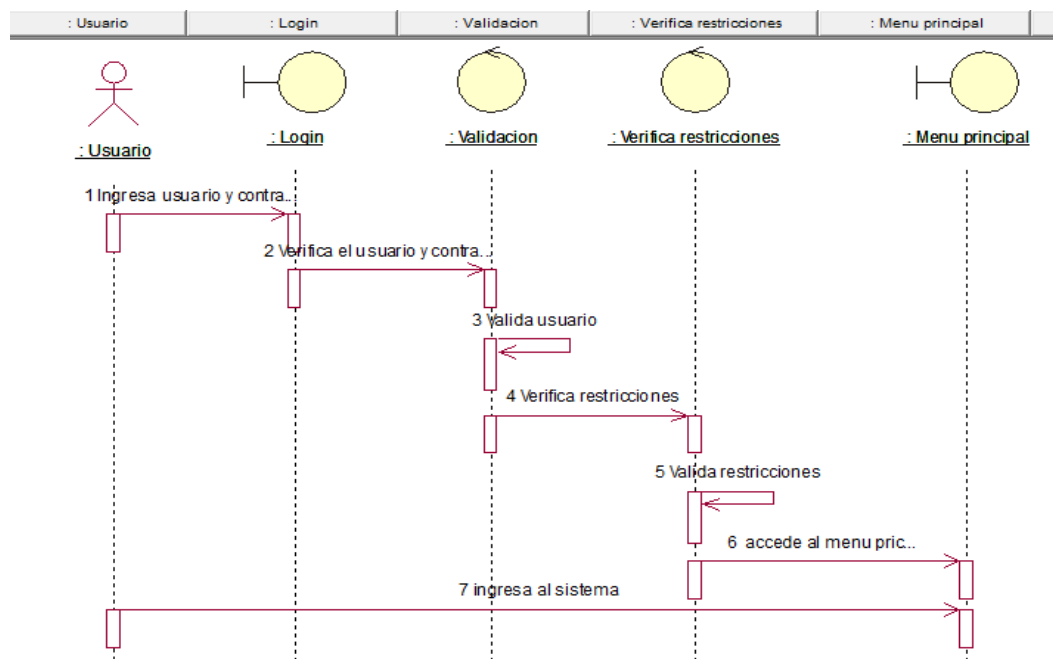 : Usuario
: Login
: Validacion
: Verifica restricciones
: Menu principal
: Usuario
: Login
: Validacion
: Verifica restricciones
: Menu principal
1 Ingresa usuario y contra...
2 Verifica el usuario y contra...
3 Valida usuario
4 Verifica restricciones
5 Valida restricciones
6 accede al menu pric...
7 ingresa al sistema